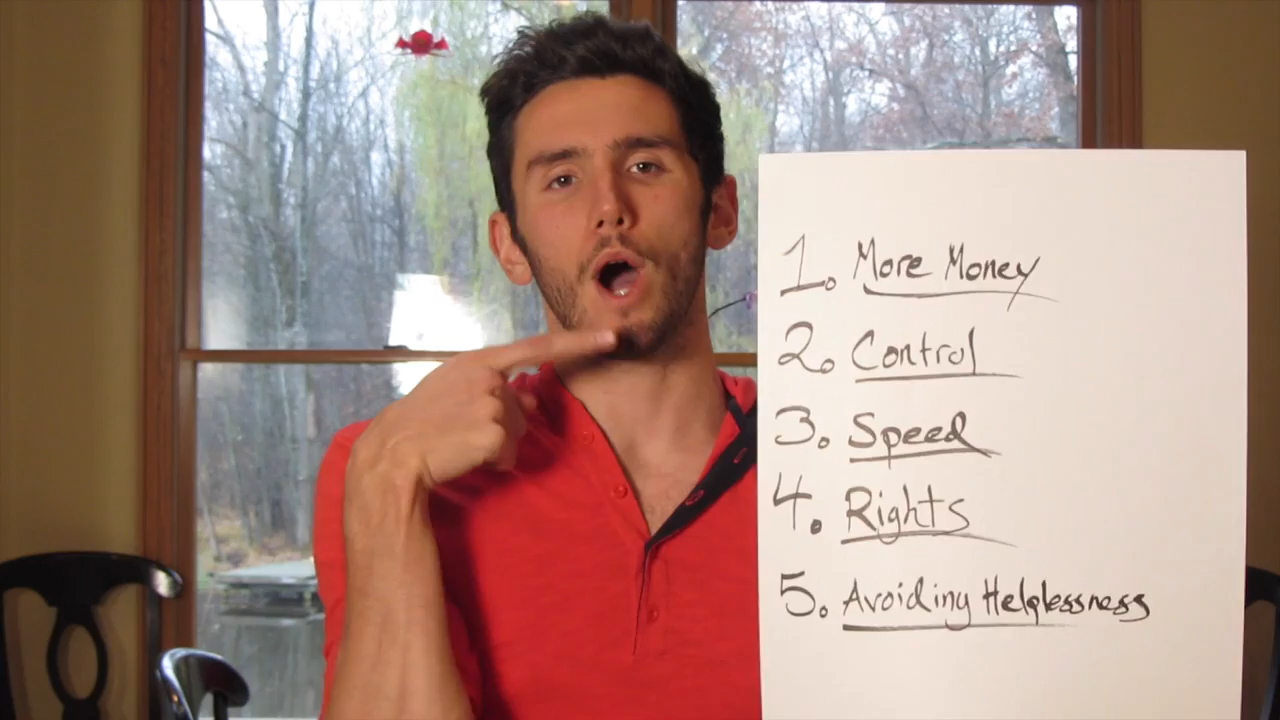 1. More Money
2. Control
3. Speed
4. Rights
5. Avoiding Helplessness